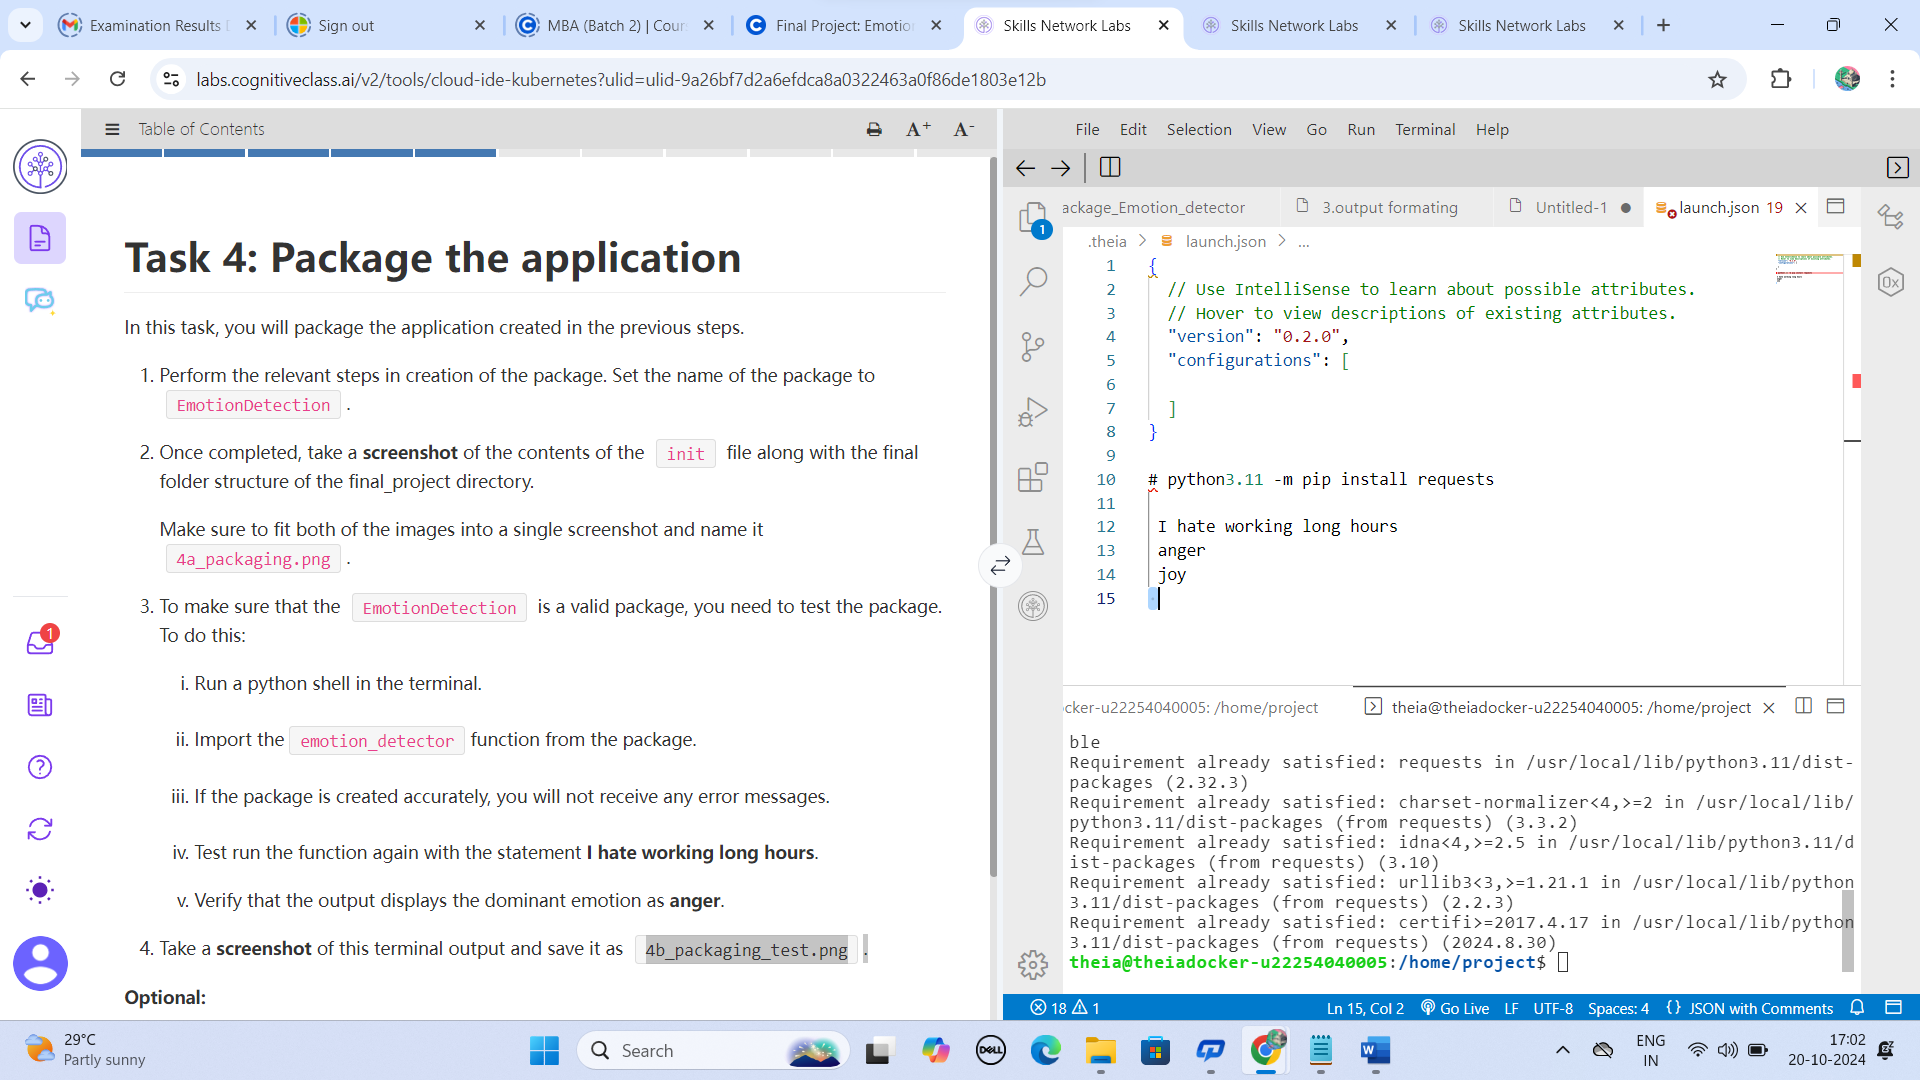 Examination Results
Sign out
MBA (Batch 2) | Cour
Final Project: Emotio
Skills Network Labs
Skills Network Labs
Skills Network Labs
labs.cognitiveclass.ai/v2/tools/cloud-ide-kubernetes?ulid=ulid-9a26bf7d2a6efdca8a0322463a0f86de1803e12b
Table of Contents
A+ A-
Task 4: Package the application
In this task, you will package the application created in the previous steps.
1. Perform the relevant steps in creation of the package. Set the name of the package to
EmotionDetection .
2. Once completed, take a screenshot of the contents of the init file along with the final
folder structure of the final_project directory.
Make sure to fit both of the images into a single screenshot and name it
4a_packaging.png .
3. To make sure that the EmotionDetection is a valid package, you need to test the package.
To do this:
i. Run a python shell in the terminal.
ii. Import the emotion_detector function from the package.
iii. If the package is created accurately, you will not receive any error messages.
iv. Test run the function again with the statement I hate working long hours.
v. Verify that the output displays the dominant emotion as anger.
4. Take a screenshot of this terminal output and save it as 4b_packaging_test.png .
Optional:
1
File Edit Selection View Go Run Terminal Help
ackage_Emotion_detector
3.output formating
Untitled-1
launch.json 19
1
.theia > launch.json > ...
1 {
2 // Use IntelliSense to learn about possible attributes.
3 // Hover to view descriptions of existing attributes.
4 "version": "0.2.0",
5 "configurations": [
6
7 ]
8 }
9
10 # python3.11 -m pip install requests
11
12 I hate working long hours
13 anger
14 joy
15
ocker-u22254040005: /home/project
theia@theiadocker-u22254040005: /home/project
ble
Requirement already satisfied: requests in /usr/local/lib/python3.11/dist-
packages (2.32.3)
Requirement already satisfied: charset-normalizer<4,>=2 in /usr/local/lib/
python3.11/dist-packages (from requests) (3.3.2)
Requirement already satisfied: idna<4,>=2.5 in /usr/local/lib/python3.11/d
ist-packages (from requests) (3.10)
Requirement already satisfied: urllib3<3,>=1.21.1 in /usr/local/lib/python
3.11/dist-packages (from requests) (2.2.3)
Requirement already satisfied: certifi>=2017.4.17 in /usr/local/lib/python
3.11/dist-packages (from requests) (2024.8.30)
theia@theiadocker-u22254040005:/home/project$
18 1
Ln 15, Col 2 Go Live LF UTF-8 Spaces: 4 {} JSON with Comments
29°C
Partly sunny
Search
DELL
ENG
IN
17:02
20-10-2024